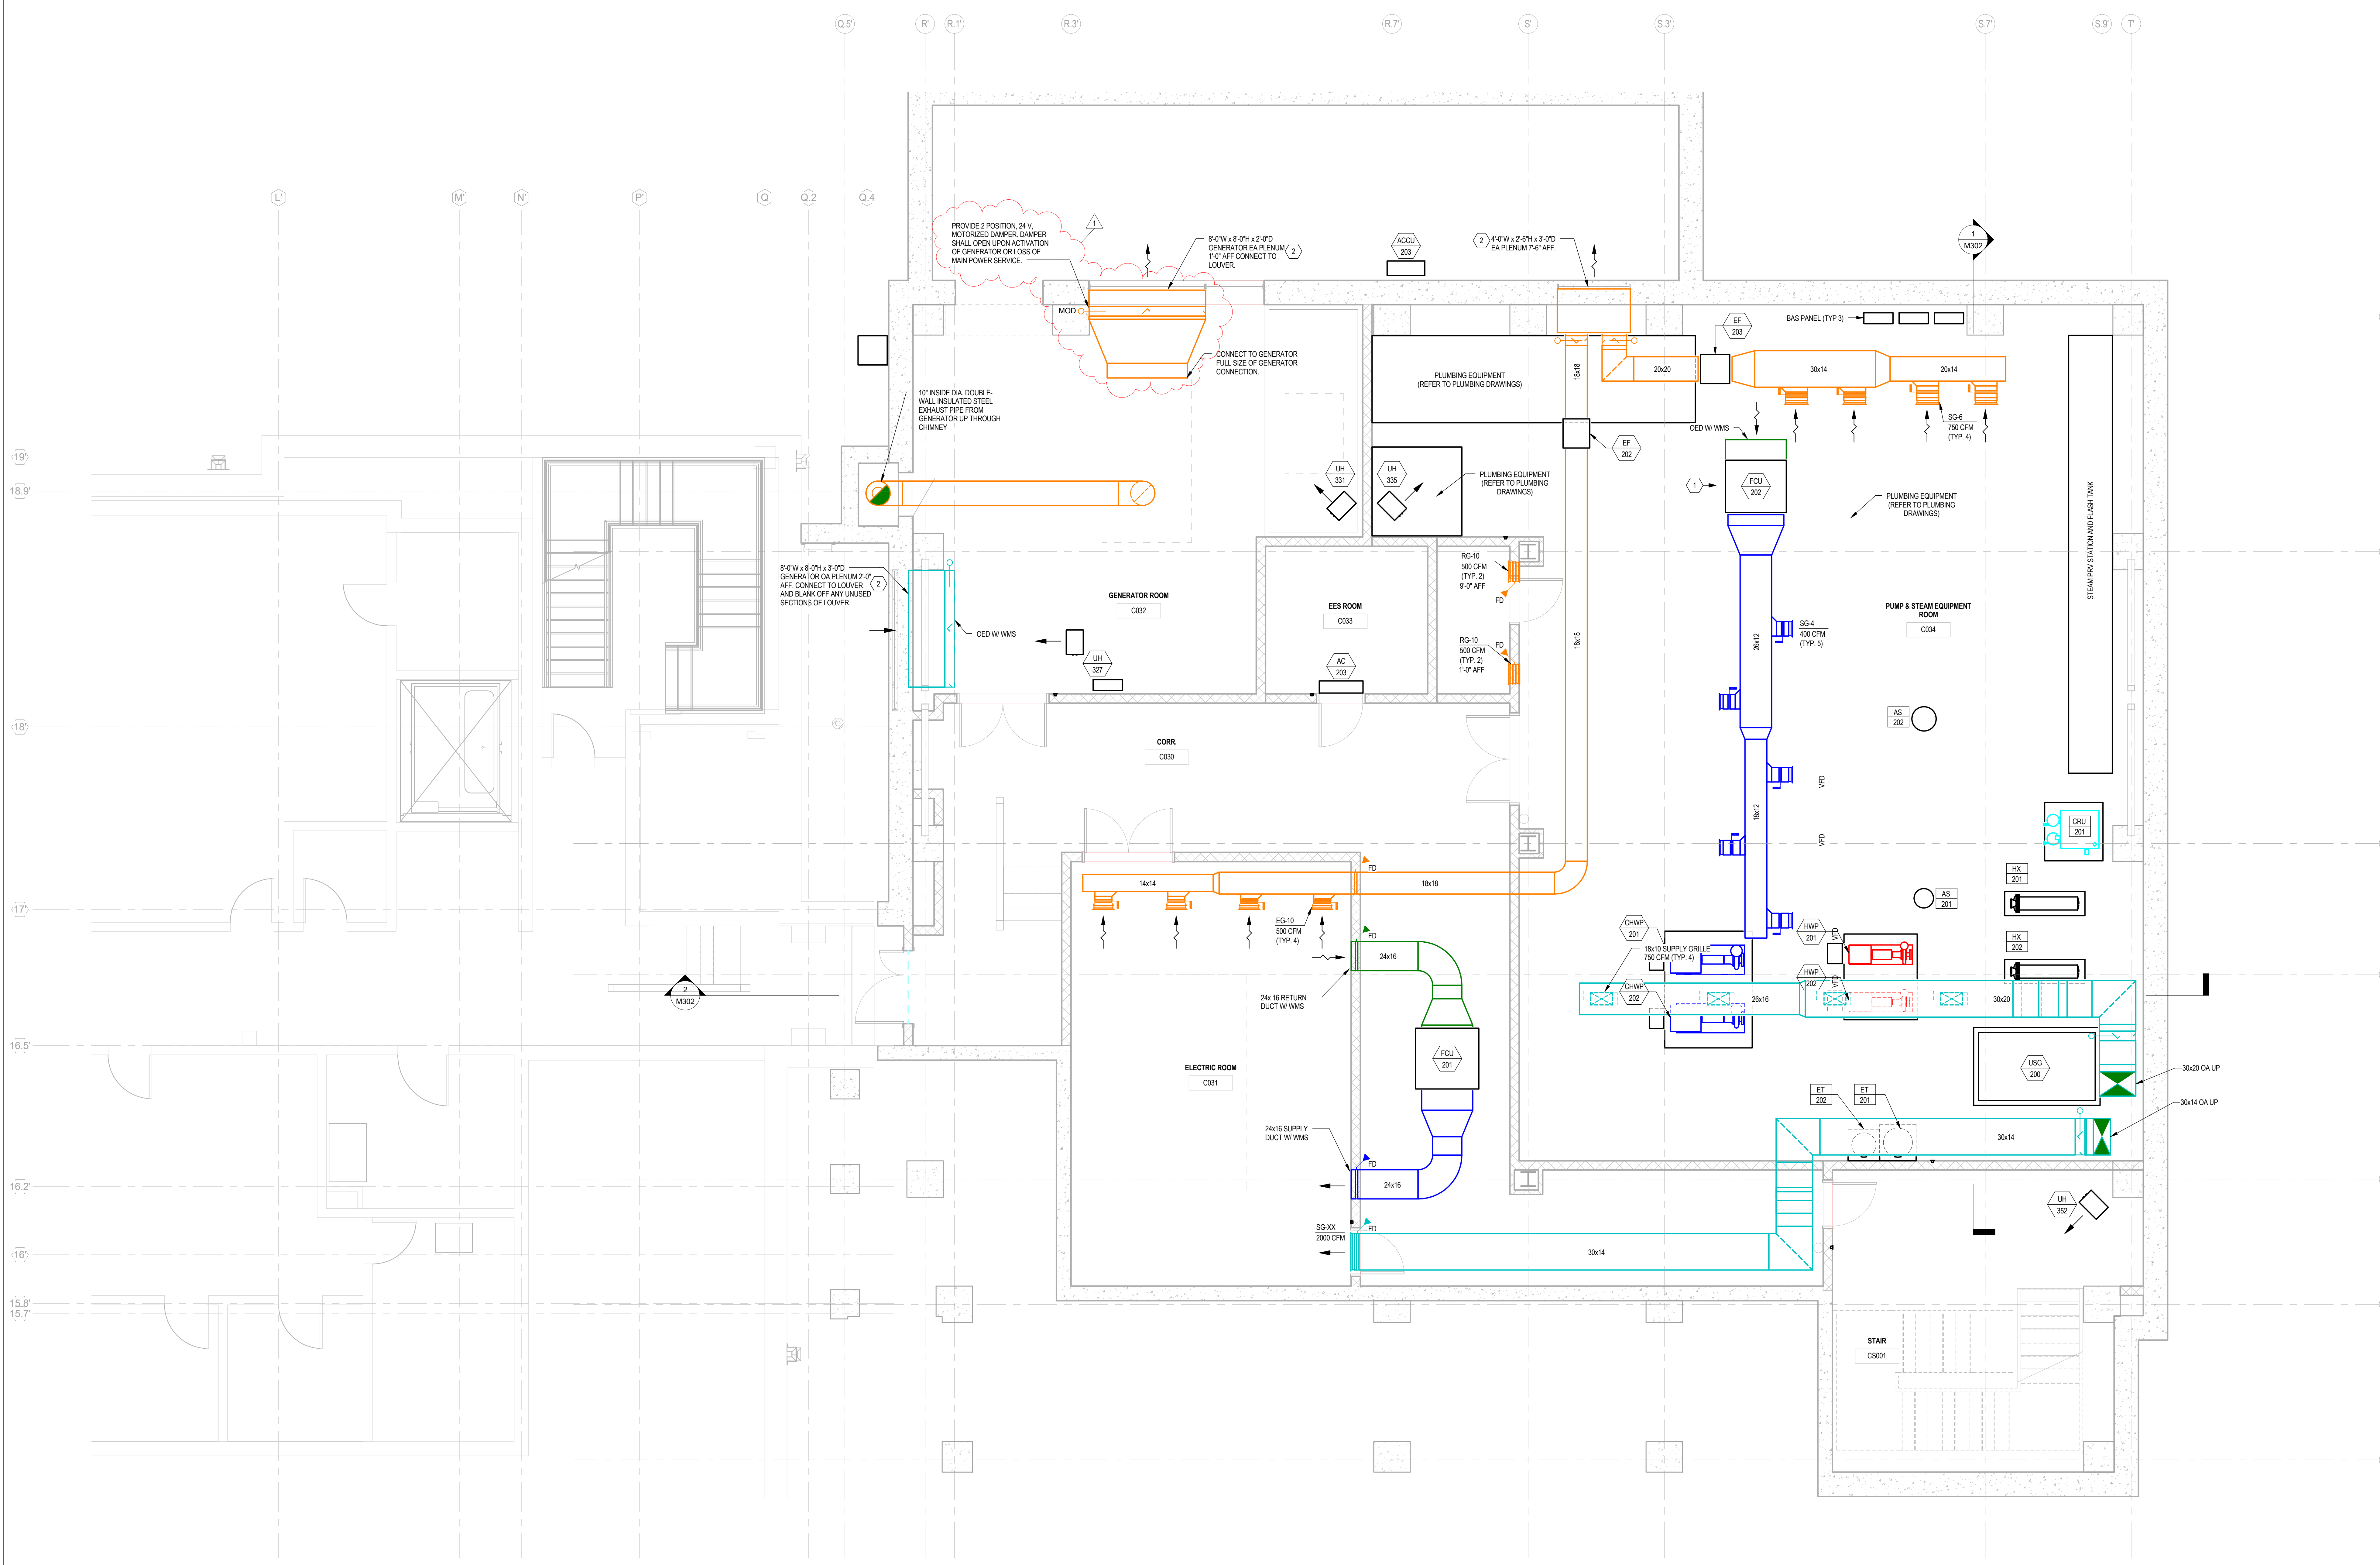 Q.5'
R'
R.1'
R.3'
R.7'
S'
S.3'
S.7'
S.9'
T'
L'
M'
N'
P'
Q
Q.2
Q.4
PROVIDE 2 POSITION, 24 V,
MOTORIZED DAMPER. DAMPER
SHALL OPEN UPON ACTIVATION
OF GENERATOR OR LOSS OF
MAIN POWER SERVICE.
1
8'-0"W x 8'-0"H x 2'-0"D
GENERATOR EA PLENUM
1'-0" AFF CONNECT TO
LOUVER.
2
ACCU
203
2
4'-0"W x 2'-6"H x 3'-0"D
EA PLENUM 7'-6" AFF.
1
M302
MOD
BAS PANEL (TYP 3)
EF
203
CONNECT TO GENERATOR
FULL SIZE OF GENERATOR
CONNECTION.
PLUMBING EQUIPMENT
(REFER TO PLUMBING DRAWINGS)
18x18
20x20
30x14
20x14
10" INSIDE DIA. DOUBLE-
WALL INSULATED STEEL
EXHAUST PIPE FROM
GENERATOR UP THROUGH
CHIMNEY
SG-6
750 CFM
(TYP. 4)
OED W/ WMS
EF
202
19'
18.9'
UH
331
UH
335
PLUMBING EQUIPMENT
(REFER TO PLUMBING
DRAWINGS)
1
FCU
202
PLUMBING EQUIPMENT
(REFER TO PLUMBING
DRAWINGS)
STEAM PRV STATION AND FLASH TANK
8'-0"W x 8'-0"H x 3'-0"D
GENERATOR OA PLENUM 2'-0"
AFF. CONNECT TO LOUVER
AND BLANK OFF ANY UNUSED
SECTIONS OF LOUVER.
2
OED W/ WMS
GENERATOR ROOM
C032
EES ROOM
C033
RG-10
500 CFM
(TYP. 2)
9'-0" AFF
FD
RG-10
500 CFM
(TYP. 2)
1'-0" AFF
FD
18x18
26x12
SG-4
400 CFM
(TYP. 5)
PUMP & STEAM EQUIPMENT
ROOM
C034
UH
327
AC
203
18'
AS
202
CORR.
C030
VFD
18x12
VFD
CRU
201
HX
201
17'
14x14
FD
18x18
AS
201
EG-10
500 CFM
(TYP. 4)
FD
24x16
24x 16 RETURN
DUCT W/ WMS
CHWP
201
18x10 SUPPLY GRILLE
750 CFM (TYP. 4)
HWP
201
VFD
HX
202
CHWP
202
HWP
202
VFD
26x16
30x20
2
M302
16.5'
FCU
201
ELECTRIC ROOM
C031
USG
200
30x20 OA UP
ET
202
ET
201
30x14 OA UP
24x16 SUPPLY
DUCT W/ WMS
30x14
FD
24x16
16.2'
UH
352
SG-XX
2000 CFM
FD
30x14
16'
15.8'
15.7'
STAIR
CS001